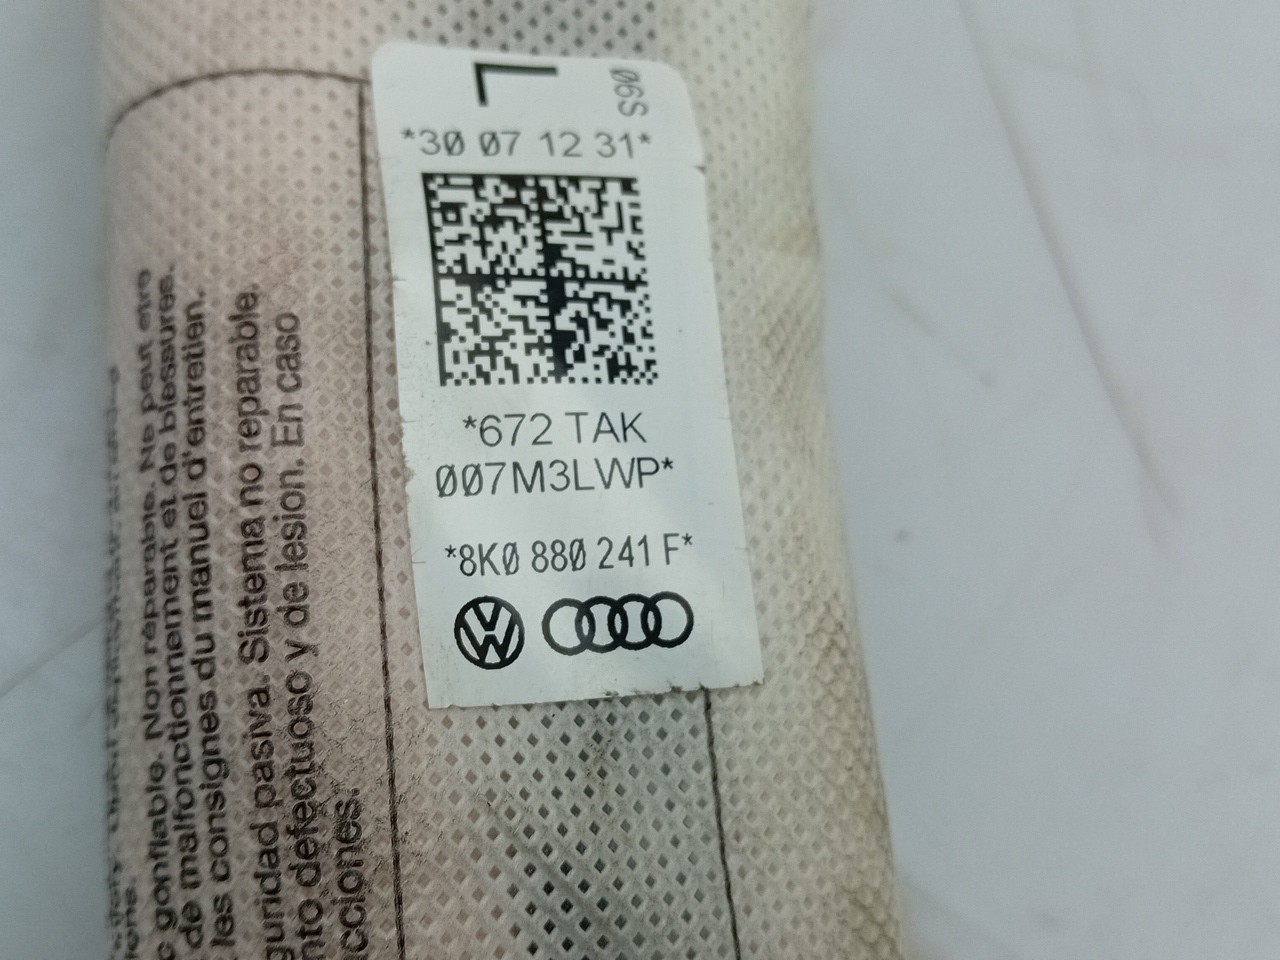 L
S90
*30 07 12 31*
*672 TAK
007M3LWP*
*8K0 880 241 F*
gonflable. Non réparable. Ne peut être
de malfonctionnement et de blessures.
les consignes du manuel d'entretien.
guridad pasiva. Sistema no reparable.
nto defectuoso y de lesion. En caso
cciones.